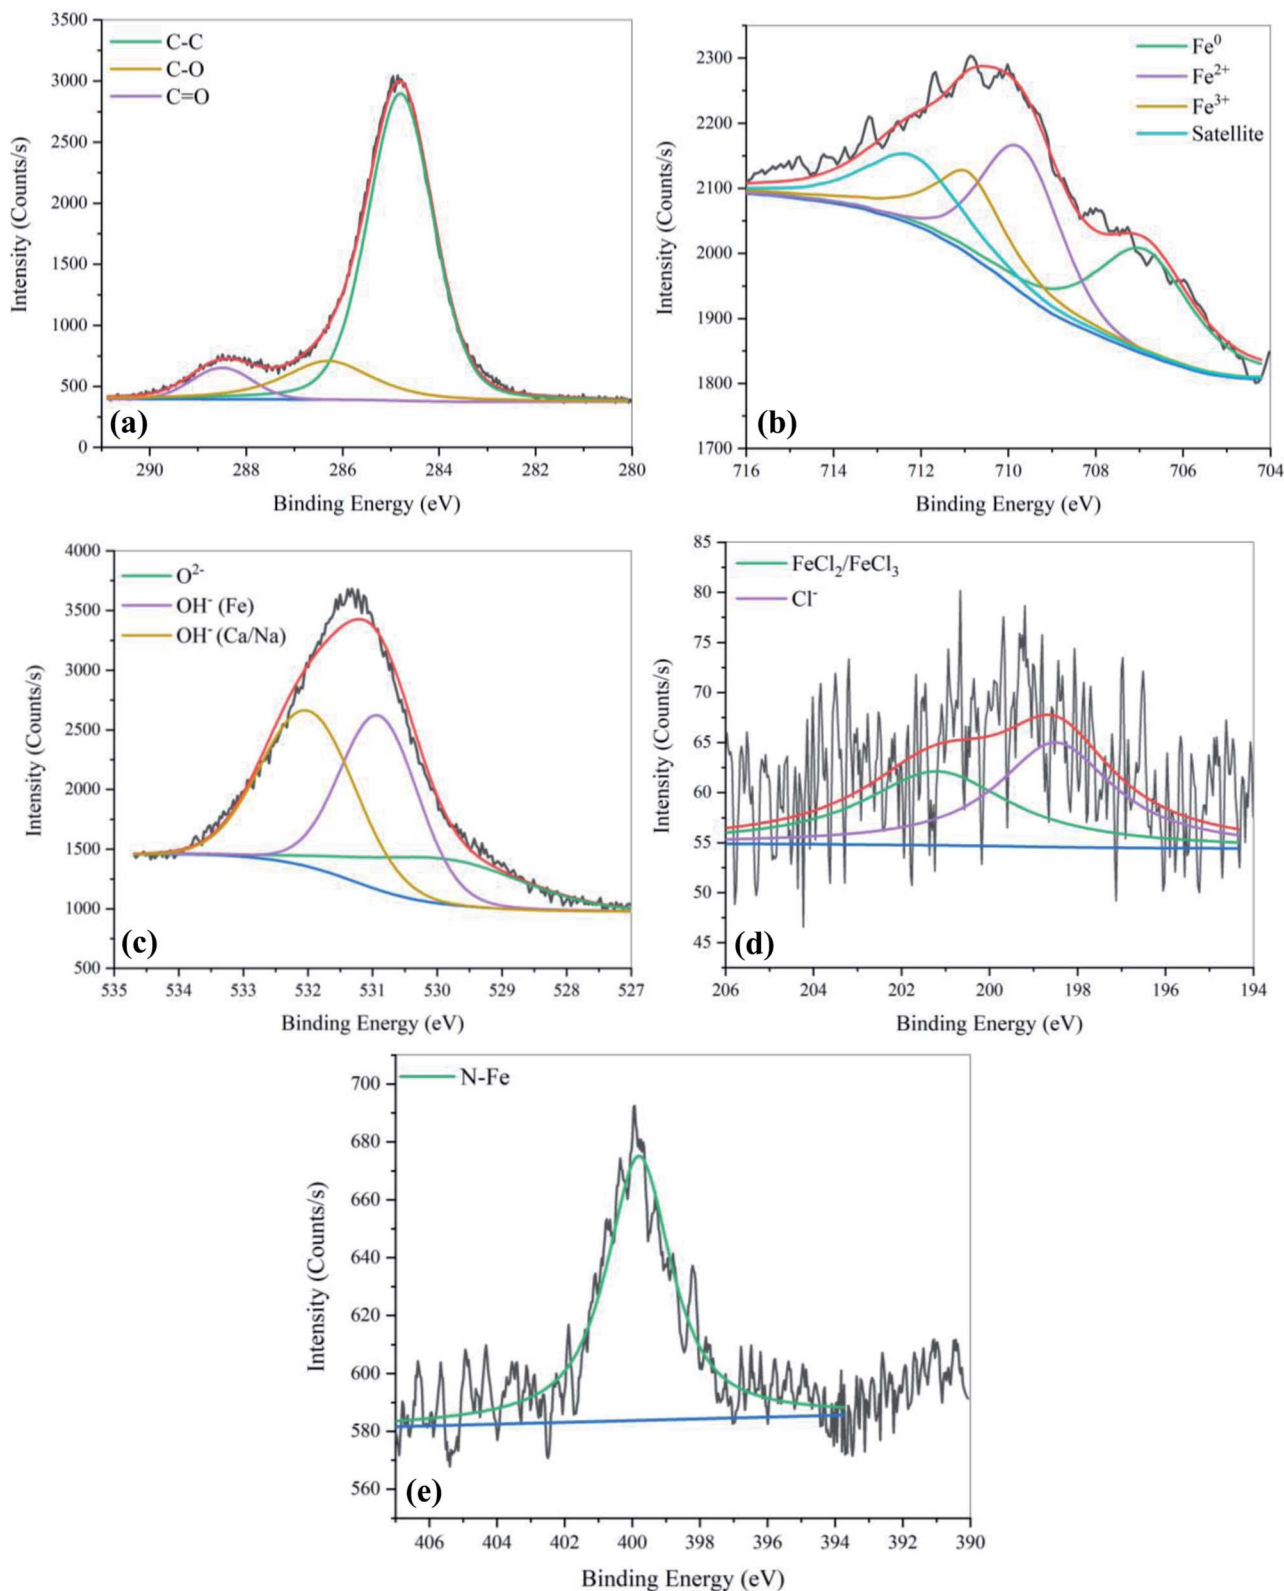 3500
3000
2500
2000
1500
1000
500
0
Intensity (Counts/s)
C-C
C-O
C=O
(a)
290 288 286 284 282 280
Binding Energy (eV)
2300
2200
2100
2000
1900
1800
1700
Intensity (Counts/s)
Fe⁰
Fe²⁺
Fe³⁺
Satellite
(b)
716 714 712 710 708 706 704
Binding Energy (eV)
4000
3500
3000
2500
2000
1500
1000
500
Intensity (Counts/s)
O²⁻
OH⁻ (Fe)
OH⁻ (Ca/Na)
(c)
535 534 533 532 531 530 529 528 527
Binding Energy (eV)
85
80
75
70
65
60
55
50
45
Intensity (Counts/s)
FeCl₂/FeCl₃
Cl⁻
(d)
206 204 202 200 198 196 194
Binding Energy (eV)
700
680
660
640
620
600
580
560
Intensity (Counts/s)
N-Fe
(e)
406 404 402 400 398 396 394 392 390
Binding Energy (eV)